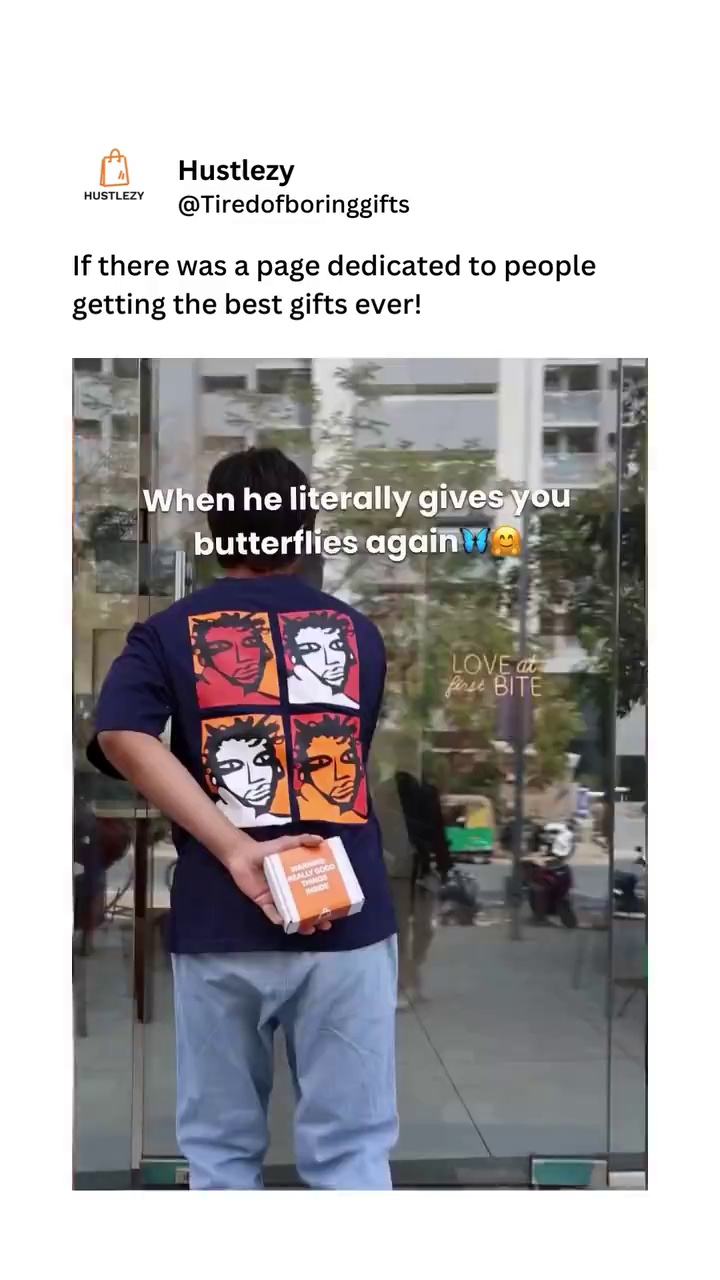 HUSTLEZY
Hustlezy
@Tiredofboringgifts
If there was a page dedicated to people
getting the best gifts ever!
When he literally gives you
butterflies again🦋🤗
LOVE at
first BITE
WARNING
REALLY GOOD
THINGS
INSIDE